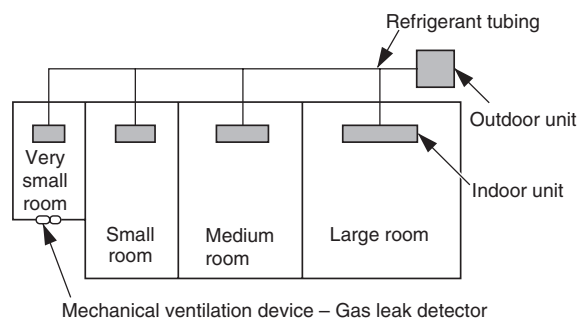 Refrigerant tubing
Outdoor unit
Indoor unit
Very
small
room
Small
room
Medium
room
Large room
Mechanical ventilation device – Gas leak detector